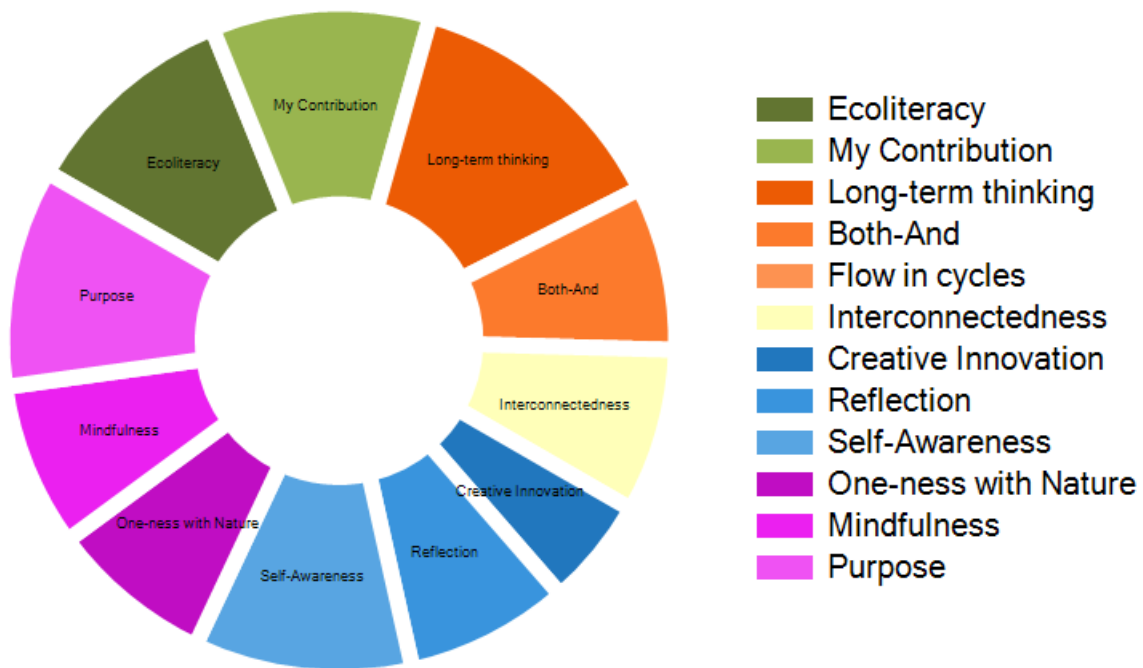 My Contribution
Long-term thinking
Ecoliteracy
Both-And
Purpose
Interconnectedness
Mindfulness
Creative Innovation
One-ness with Nature
Reflection
Self-Awareness
Ecoliteracy
My Contribution
Long-term thinking
Both-And
Flow in cycles
Interconnectedness
Creative Innovation
Reflection
Self-Awareness
One-ness with Nature
Mindfulness
Purpose